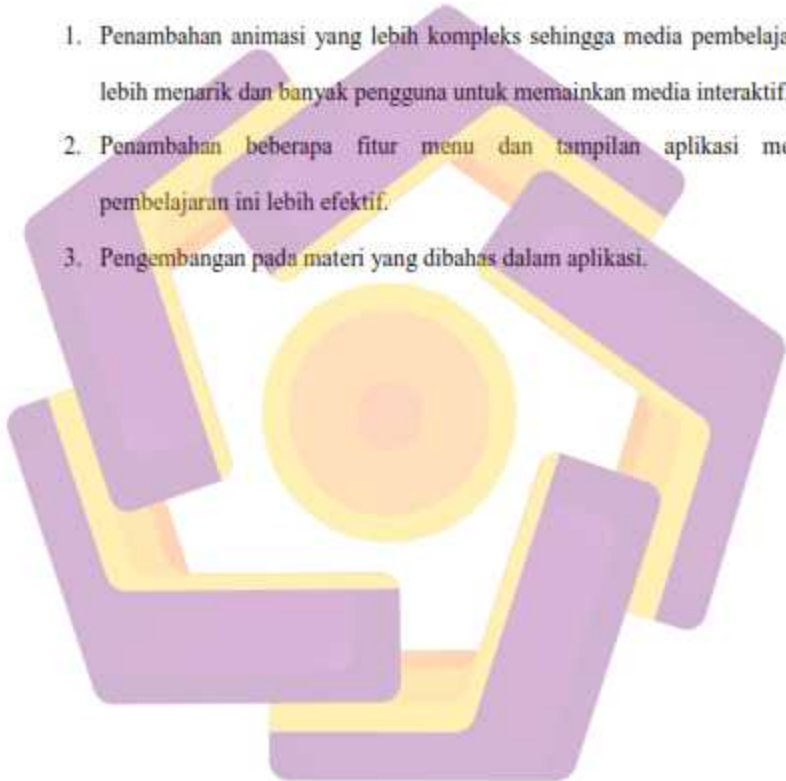 1. Penambahan animasi yang lebih kompleks sehingga media pembelaja
lebih menarik dan banyak pengguna untuk memainkan media interaktif.
2. Penambahan beberapa fitur menu dan tampilan aplikasi me
pembelajaran ini lebih efektif.
3. Pengembangan pada materi yang dibahas dalam aplikasi.